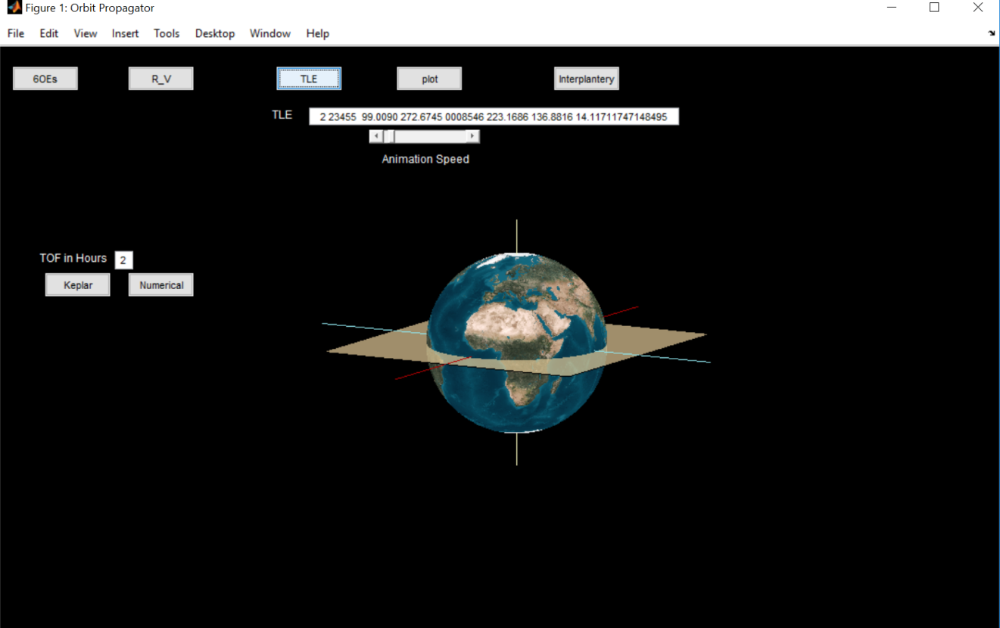 Figure 1: Orbit Propagator
File Edit View Insert Tools Desktop Window Help
6OEs R_V TLE plot Interplantery
TLE 2 23455 99.0090 272.6745 0008546 223.1686 136.8816 14.11711747148495
Animation Speed
TOF in Hours 2
Keplar Numerical